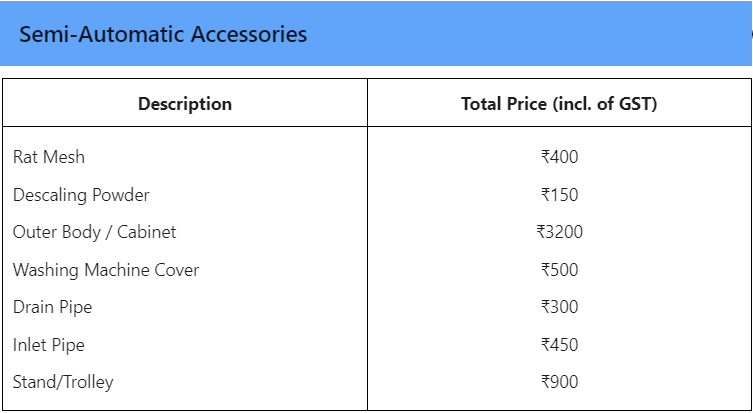 Semi-Automatic Accessories
Description Total Price (incl. of GST)
Rat Mesh ₹400
Descaling Powder ₹150
Outer Body / Cabinet ₹3200
Washing Machine Cover ₹500
Drain Pipe ₹300
Inlet Pipe ₹450
Stand/Trolley ₹900